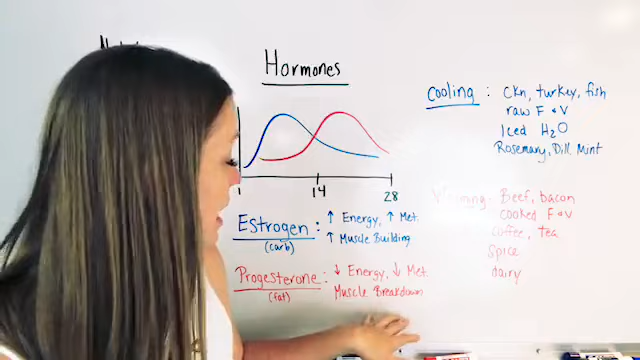 Hormones
1 14 28
Estrogen : ↑ Energy, ↑ Met.
(carb) ↑ Muscle Building
Progesterone : ↓ Energy, ↓ Met.
(fat) Muscle Breakdown
Cooling : Ckn, turkey, fish
raw F + V
Iced H2O
Rosemary, Dill Mint
Warming: Beef, bacon
cooked F + V
coffee, tea
Spice
dairy